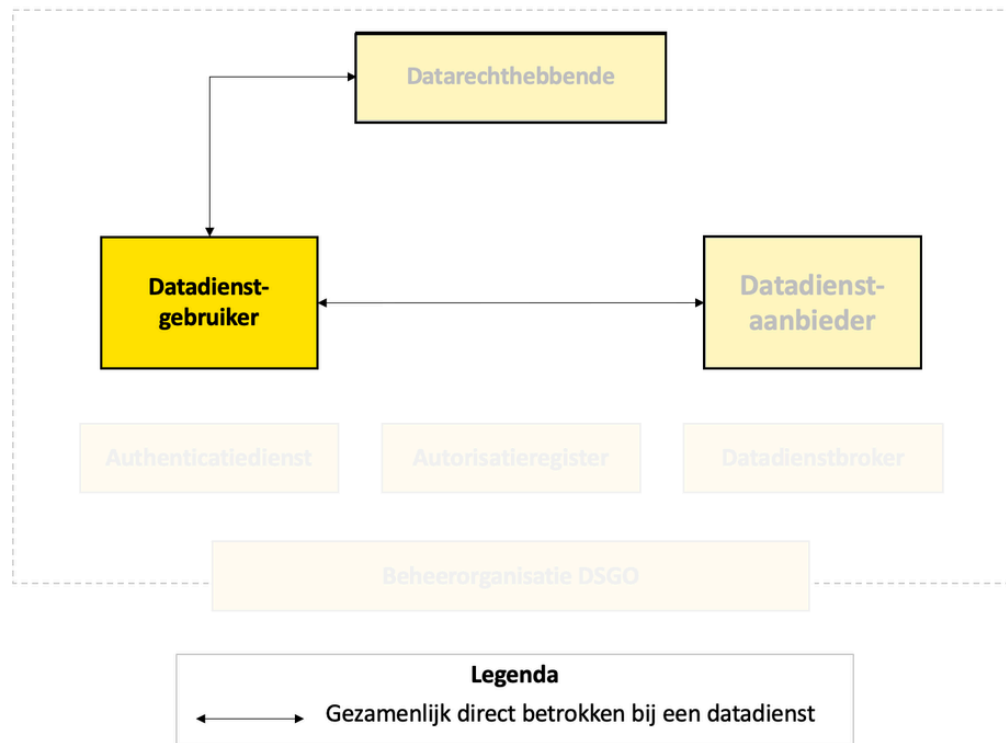 Datarechthebbende
Datadienst-
gebruiker
Datadienst-
aanbieder
Authenticatiedienst
Autorisatieregister
Datadienstbroker
Beheerorganisatie DSGO
Legenda
Gezamenlijk direct betrokken bij een datadienst